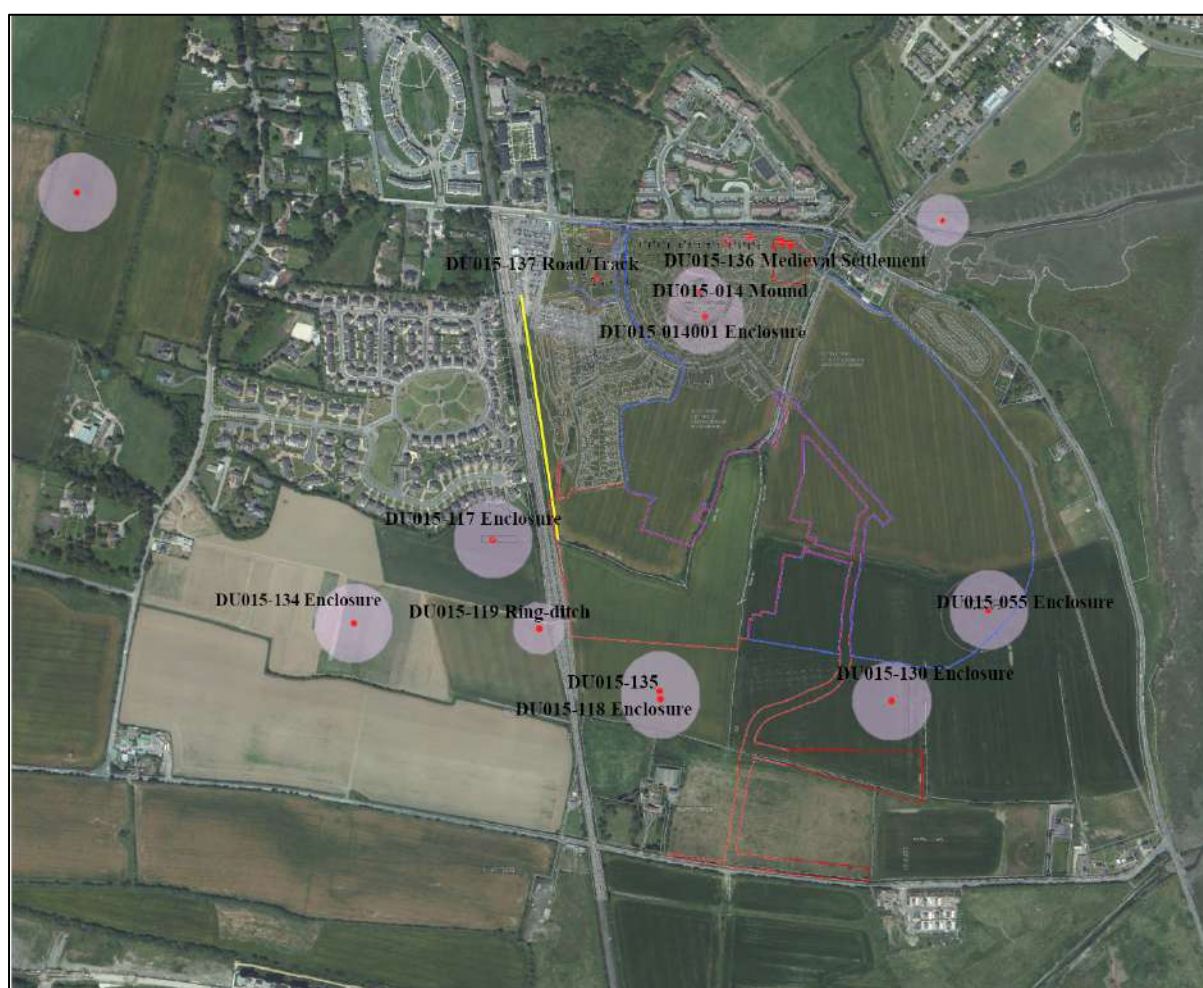 DU015-137 Road/Track
DU015-136 Medieval Settlement
DU015-014 Mound
DU015-014001 Enclosure
DU015-117 Enclosure
DU015-134 Enclosure
DU015-119 Ring-ditch
DU015-055 Enclosure
DU015-135
DU015-118 Enclosure
DU015-130 Enclosure